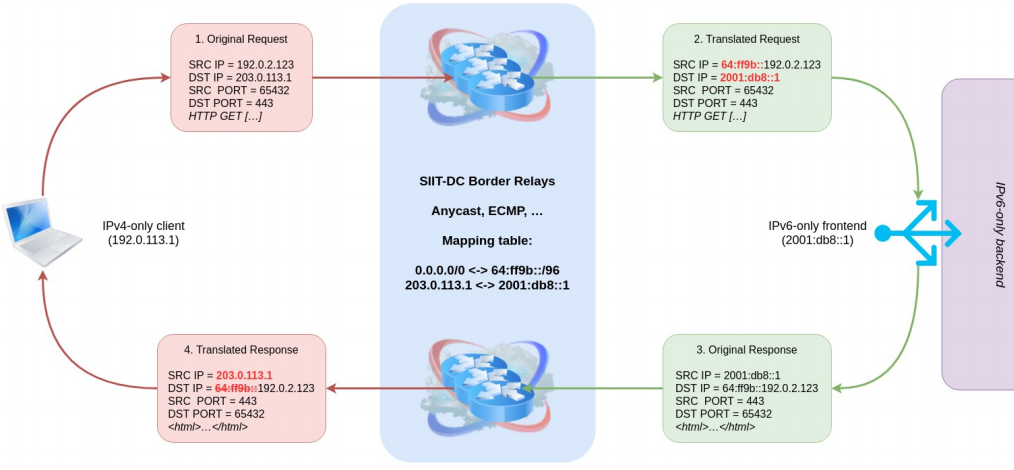 1. Original Request
SRC IP = 192.0.2.123
DST IP = 203.0.113.1
SRC  PORT = 65432
DST PORT = 443
HTTP GET […]
2. Translated Request
SRC IP = 64:ff9b::192.0.2.123
DST IP = 2001:db8::1
SRC  PORT = 65432
DST PORT = 443
HTTP GET […]
SIIT-DC Border Relays
Anycast, ECMP, …
Mapping table:
0.0.0.0/0 <-> 64:ff9b::/96
203.0.113.1 <-> 2001:db8::1
IPv4-only client
(192.0.113.1)
IPv6-only frontend
(2001:db8::1)
IPv6-only backend
4. Translated Response
SRC IP = 203.0.113.1
DST IP = 64:ff9b::192.0.2.123
SRC  PORT = 443
DST PORT = 65432
<html>…</html>
3. Original Response
SRC IP = 2001:db8::1
DST IP = 64:ff9b::192.0.2.123
SRC  PORT = 443
DST PORT = 65432
<html>…</html>